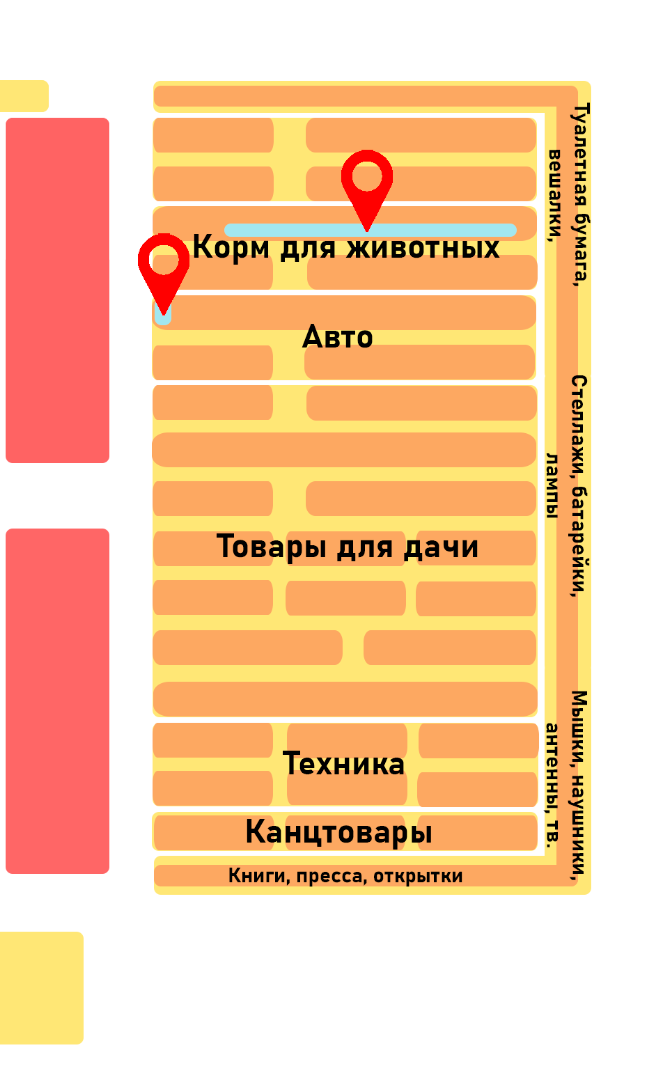 Корм для животных
Авто
Товары для дачи
Техника
Канцтовары
Книги, пресса, открытки
Туалетная бумага,
вешалки,
Стеллажи, батарейки,
лампы
Мышки, наушники,
антенны, тв.